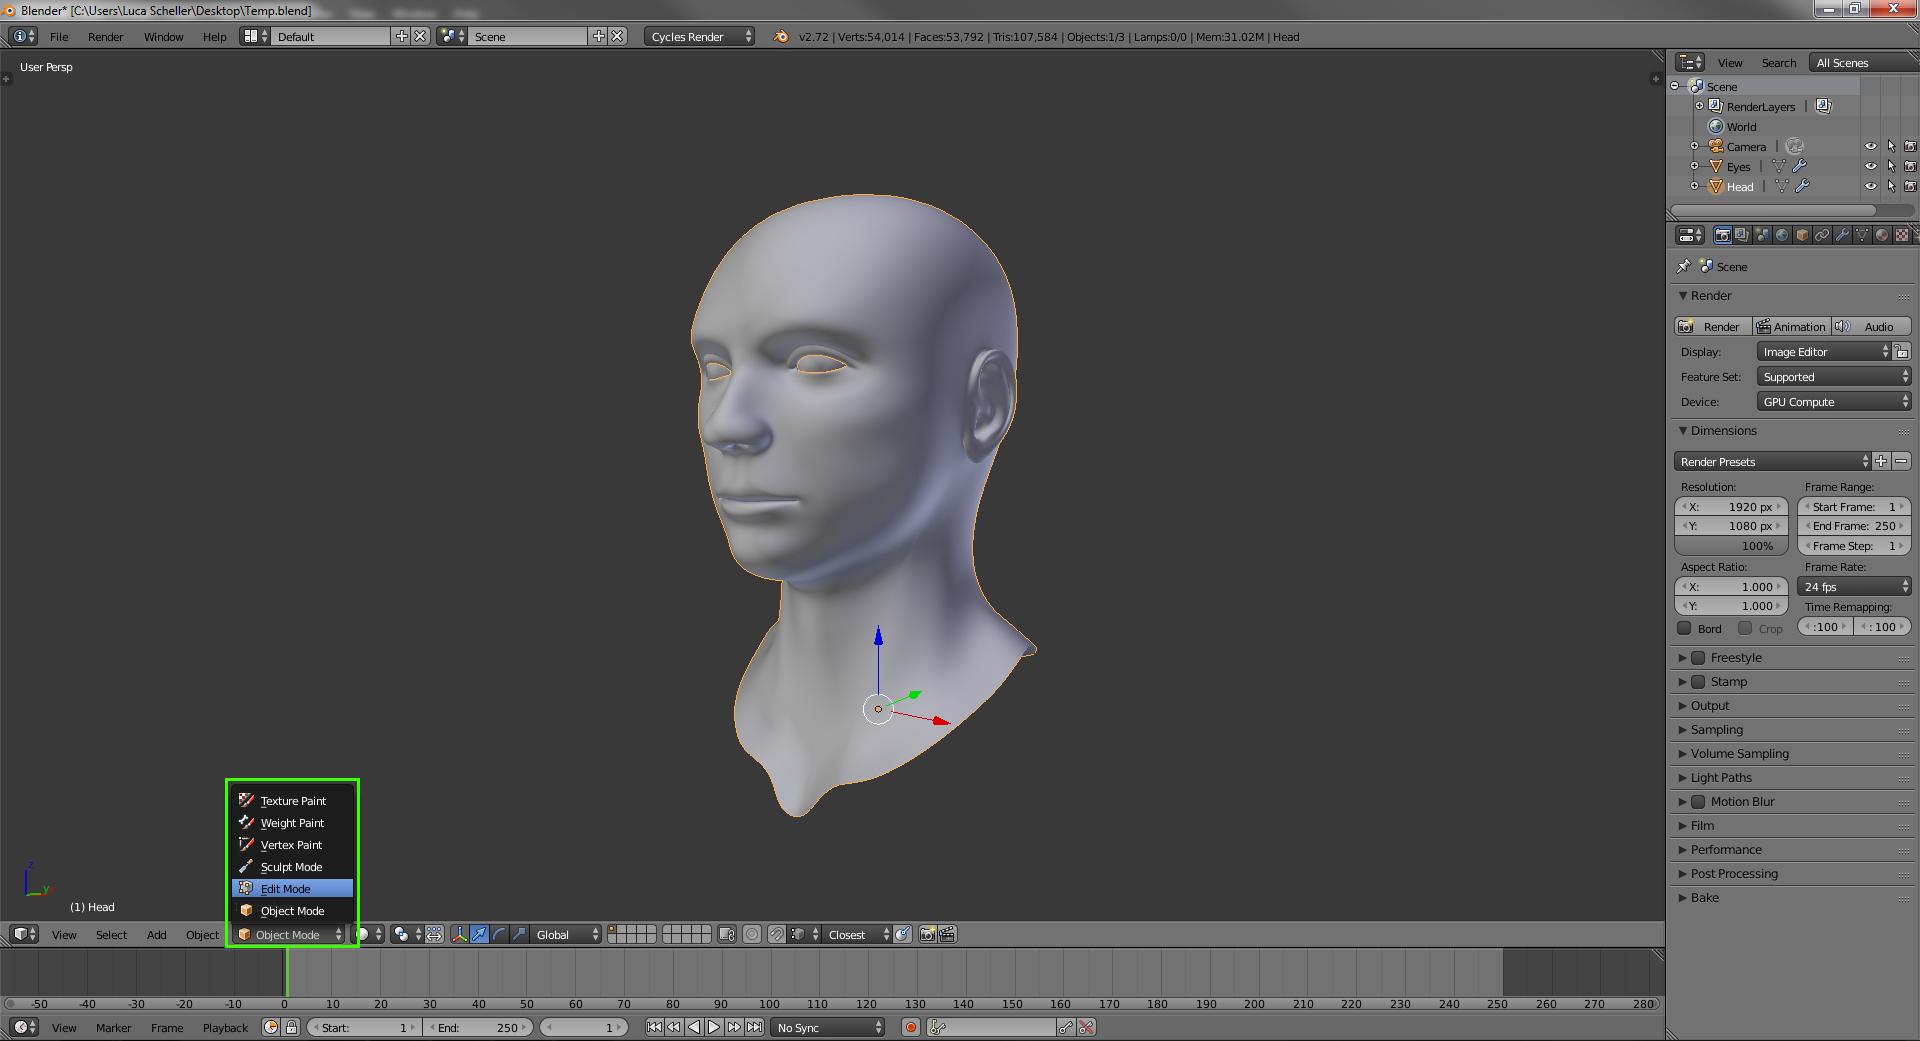 Blender* [C:\Users\Luca Scheller\Desktop\Temp.blend]
File Render Window Help Default Scene Cycles Render v2.72 | Verts:54,014 | Faces:53,792 | Tris:107,584 | Objects:1/3 | Lamps:0/0 | Mem:31.02M | Head
User Persp
View Search All Scenes
Scene
RenderLayers
World
Camera
Eyes
Head
Scene
Render
Render Animation Audio
Display: Image Editor
Feature Set: Supported
Device: GPU Compute
Dimensions
Render Presets
Resolution: Frame Range:
X: 1920 px Start Frame: 1
Y: 1080 px End Frame: 250
100% Frame Step: 1
Aspect Ratio: Frame Rate:
X: 1.000 24 fps
Y: 1.000 Time Remapping:
Bord Crop :100 : 100
Freestyle
Stamp
Output
Sampling
Volume Sampling
Light Paths
Motion Blur
Film
Performance
Post Processing
Bake
Texture Paint
Weight Paint
Vertex Paint
Sculpt Mode
Edit Mode
Object Mode
z
y
(1) Head
View Select Add Object Object Mode Global Closest
-50 -40 -30 -20 -10 0 10 20 30 40 50 60 70 80 90 100 110 120 130 140 150 160 170 180 190 200 210 220 230 240 250 260 270 280
View Marker Frame Playback Start: 1 End: 250 1 No Sync